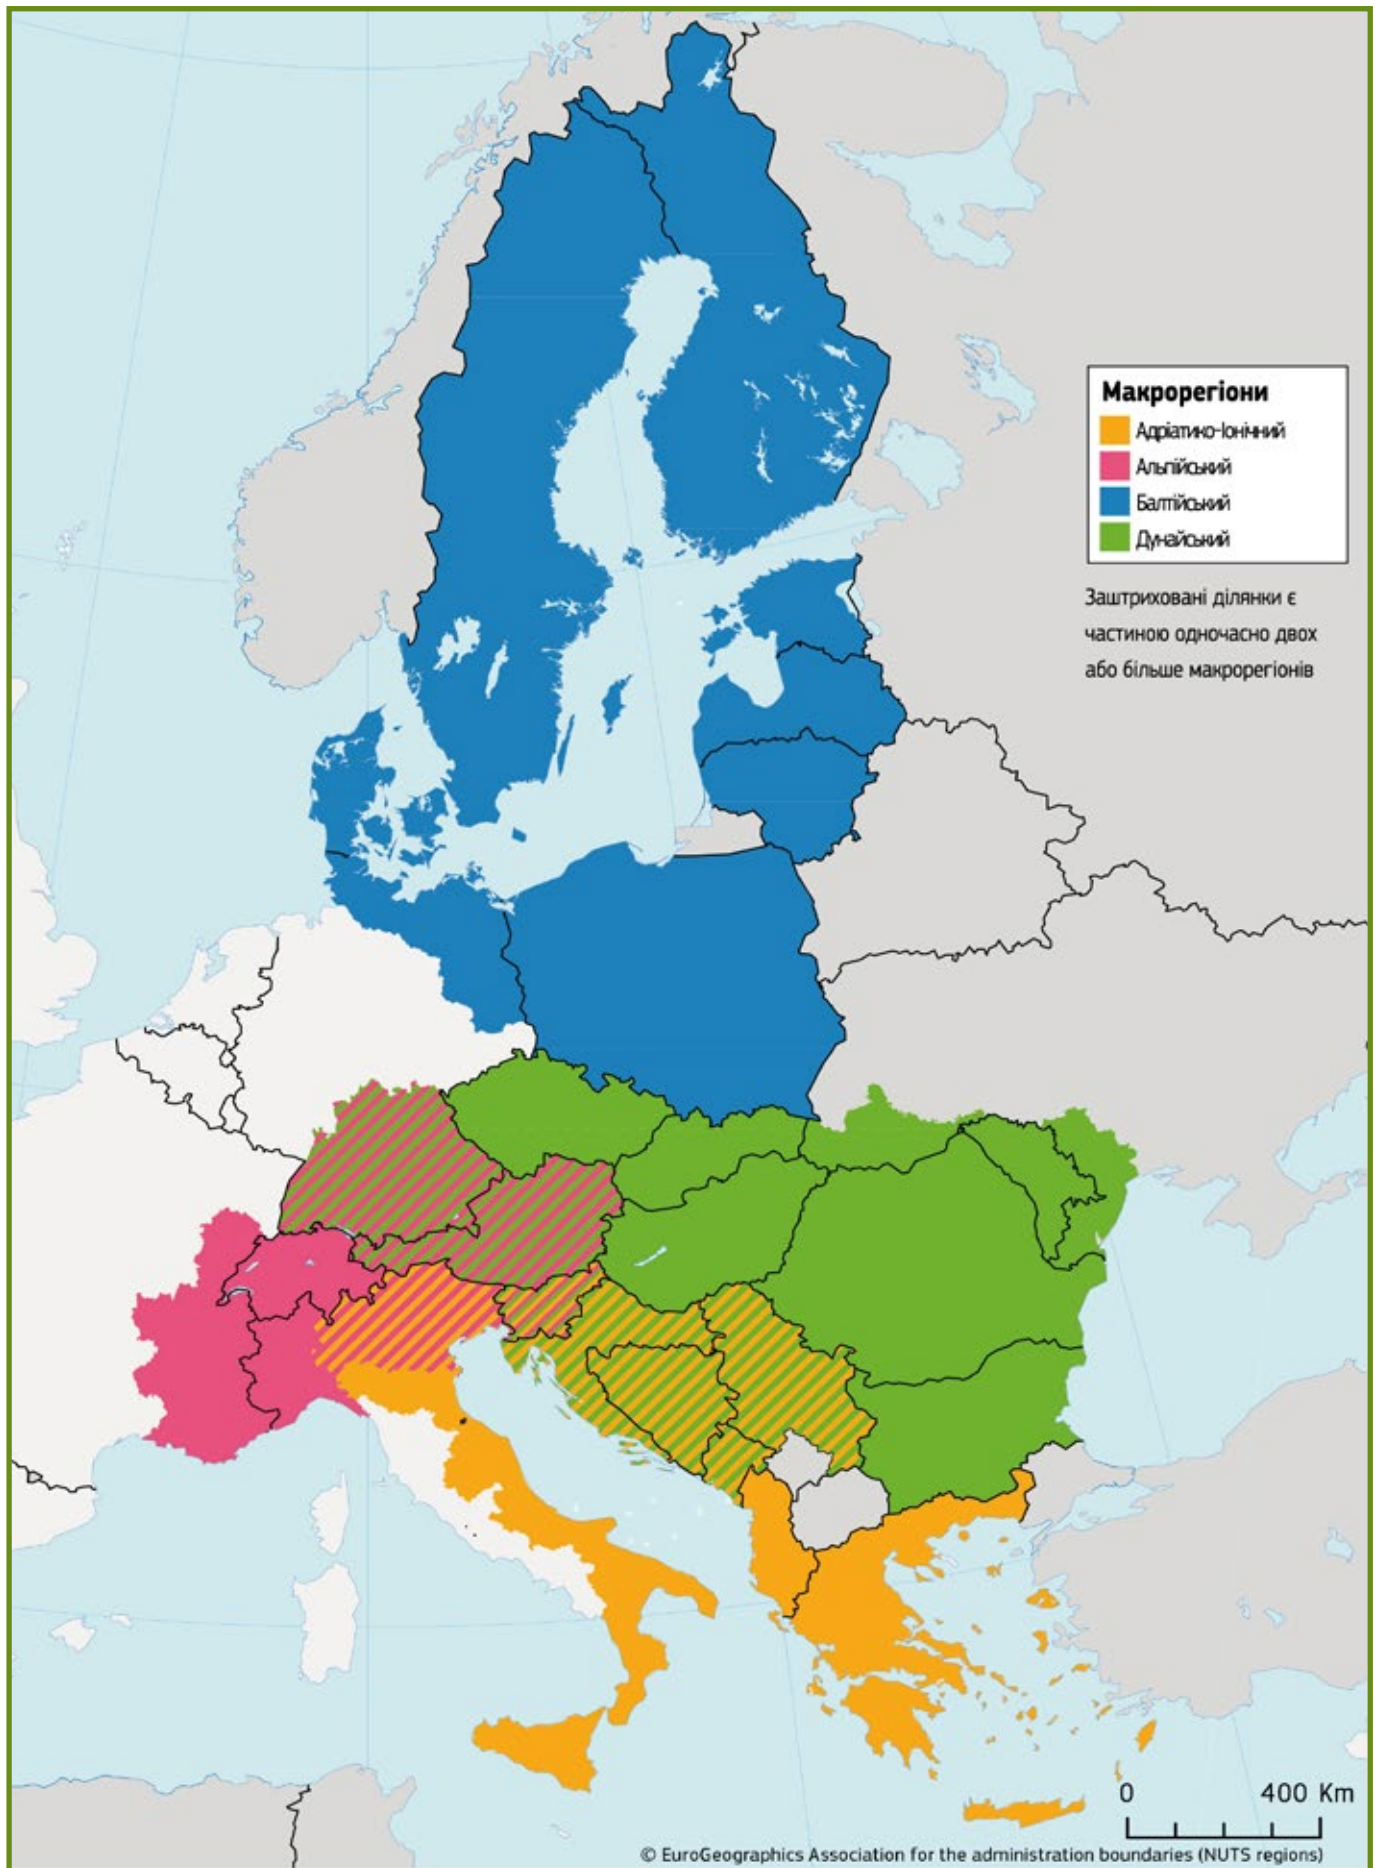 Макрорегіони
Адріатико-Іонічний
Альпійський
Балтійський
Дунайський
Заштриховані ділянки є
частиною одночасно двох
або більше макрорегіонів
0 400 Km
© EuroGeographics Association for the administration boundaries (NUTS regions)